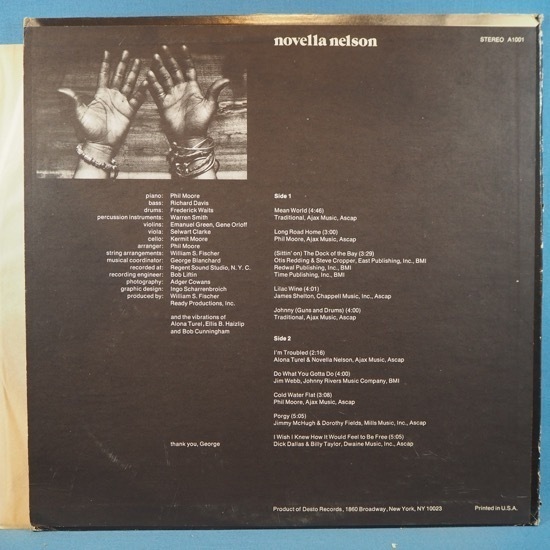 novella nelson
STEREO A1001
piano: Phil Moore
bass: Richard Davis
drums: Frederick Waits
percussion instruments: Warren Smith
violins: Emanuel Green, Gene Orloff
viola: Selwart Clarke
cello: Kermit Moore
arranger: Phil Moore
string arrangements: William S. Fischer
musical coordinator: George Blanchard
recorded at: Regent Sound Studio, N. Y. C.
recording engineer: Bob Liftin
photography: Adger Cowans
graphic design: Ingo Scharrenbroich
produced by: William S. Fischer
Ready Productions, Inc.
and the vibrations of
Alona Turel, Ellis B. Haizlip
and Bob Cunningham
thank you, George
Side 1
Mean World (4:46)
Traditional, Ajax Music, Ascap
Long Road Home (3:00)
Phil Moore, Ajax Music, Ascap
(Sittin' on) The Dock of the Bay (3:29)
Otis Redding & Steve Cropper, East Publishing, Inc., BMI
Redwal Publishing, Inc., BMI
Time Publishing, Inc., BMI
Lilac Wine (4:01)
James Shelton, Chappell Music, Inc., Ascap
Johnny (Guns and Drums) (4:00)
Traditional, Ajax Music, Ascap
Side 2
I'm Troubled (2:16)
Alona Turel & Novella Nelson, Ajax Music, Ascap
Do What You Gotta Do (4:00)
Jim Webb, Johnny Rivers Music Company, BMI
Cold Water Flat (3:08)
Phil Moore, Ajax Music, Ascap
Porgy (5:05)
Jimmy McHugh & Dorothy Fields, Mills Music, Inc., Ascap
I Wish I Knew How It Would Feel to Be Free (5:05)
Dick Dallas & Billy Taylor, Dwaine Music, Inc., Ascap
Product of Desto Records, 1860 Broadway, New York, NY 10023
Printed in U.S.A.